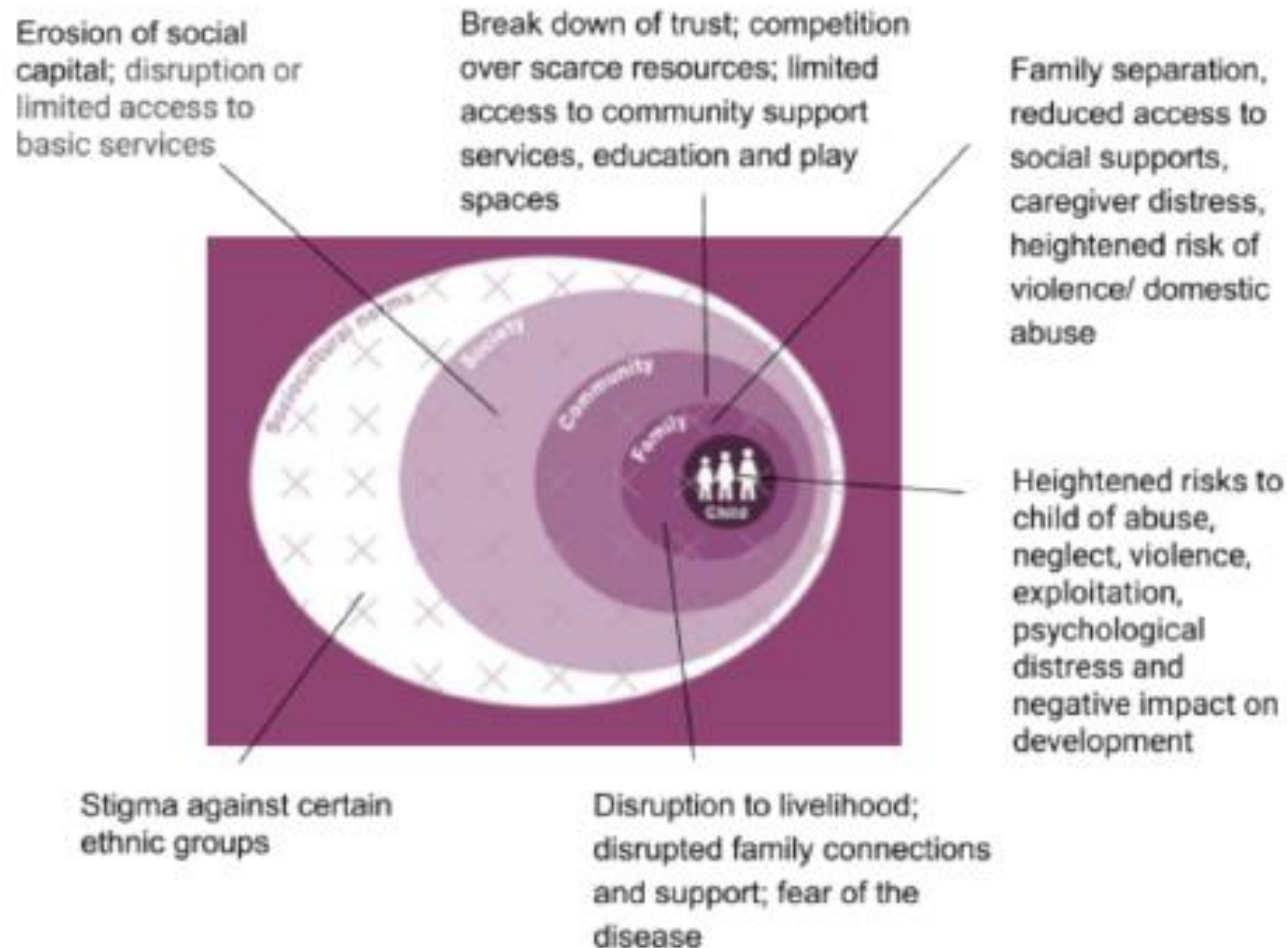 Erosion of social
capital; disruption or
limited access to
basic services
Break down of trust; competition
over scarce resources; limited
access to community support
services, education and play
spaces
Family separation,
reduced access to
social supports,
caregiver distress,
heightened risk of
violence/ domestic
abuse
Sociocultural norms
Society
Community
Family
Child
Heightened risks to
child of abuse,
neglect, violence,
exploitation,
psychological
distress and
negative impact on
development
Stigma against certain
ethnic groups
Disruption to livelihood;
disrupted family connections
and support; fear of the
disease